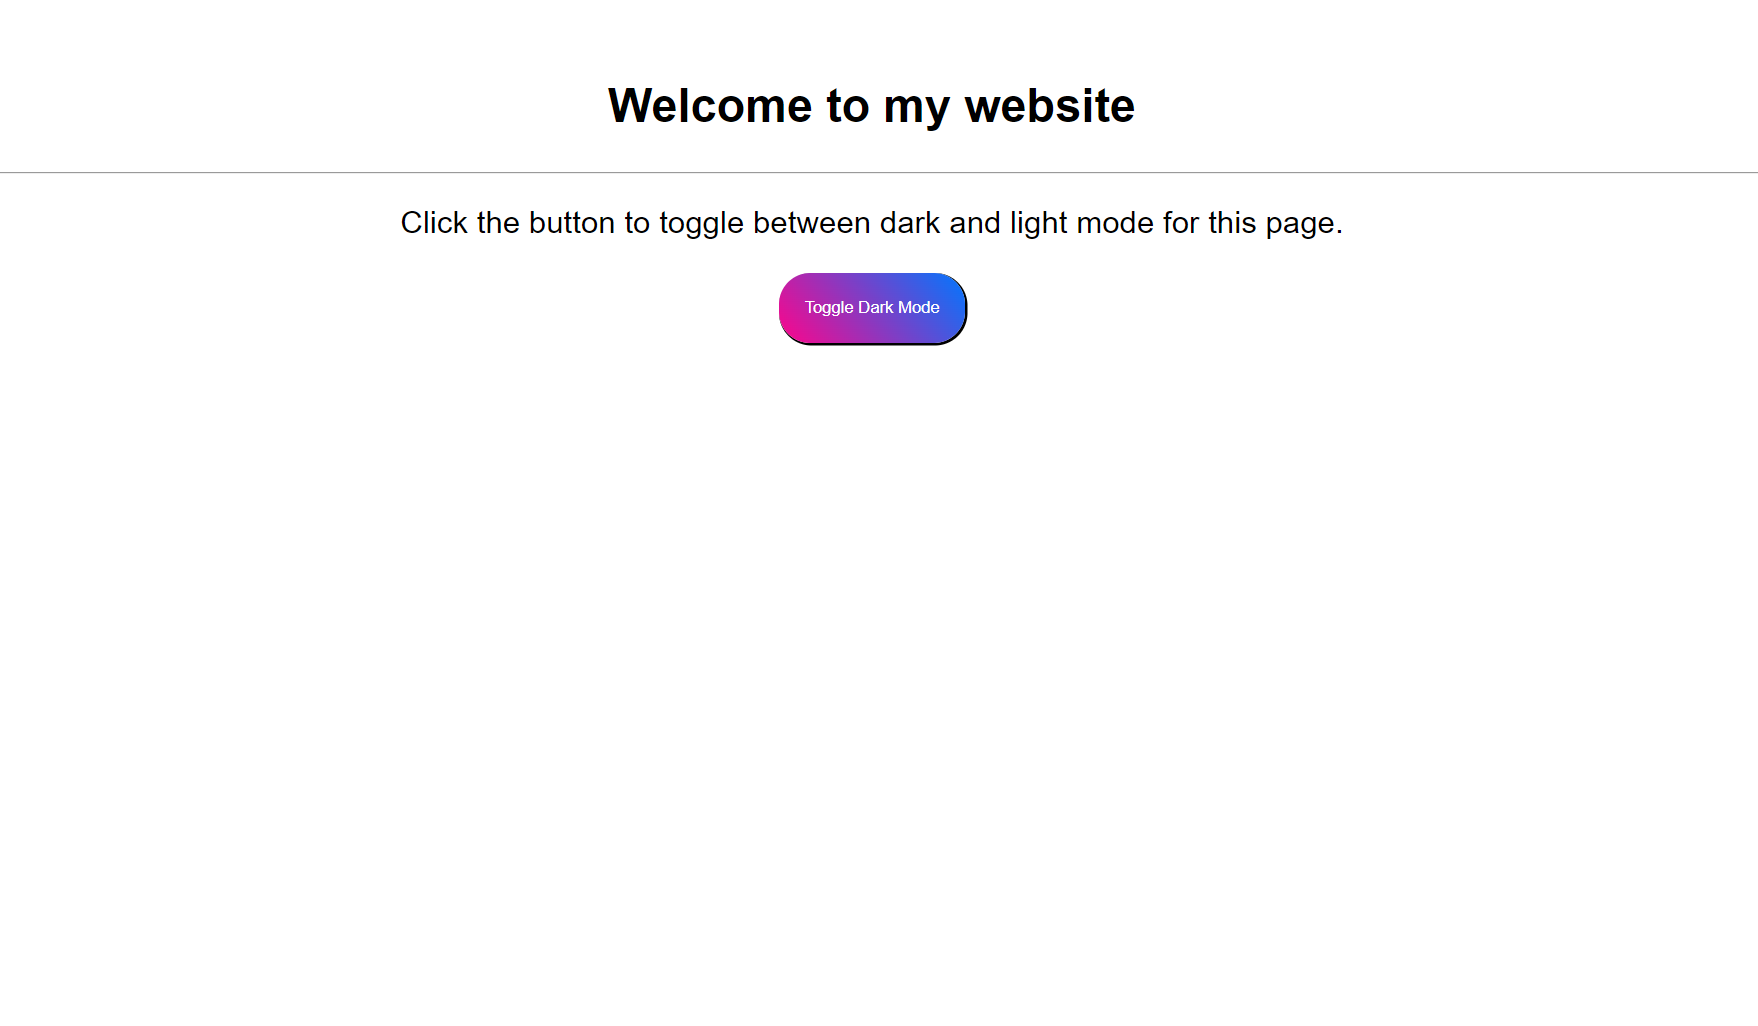 Welcome to my website
Click the button to toggle between dark and light mode for this page.
Toggle Dark Mode